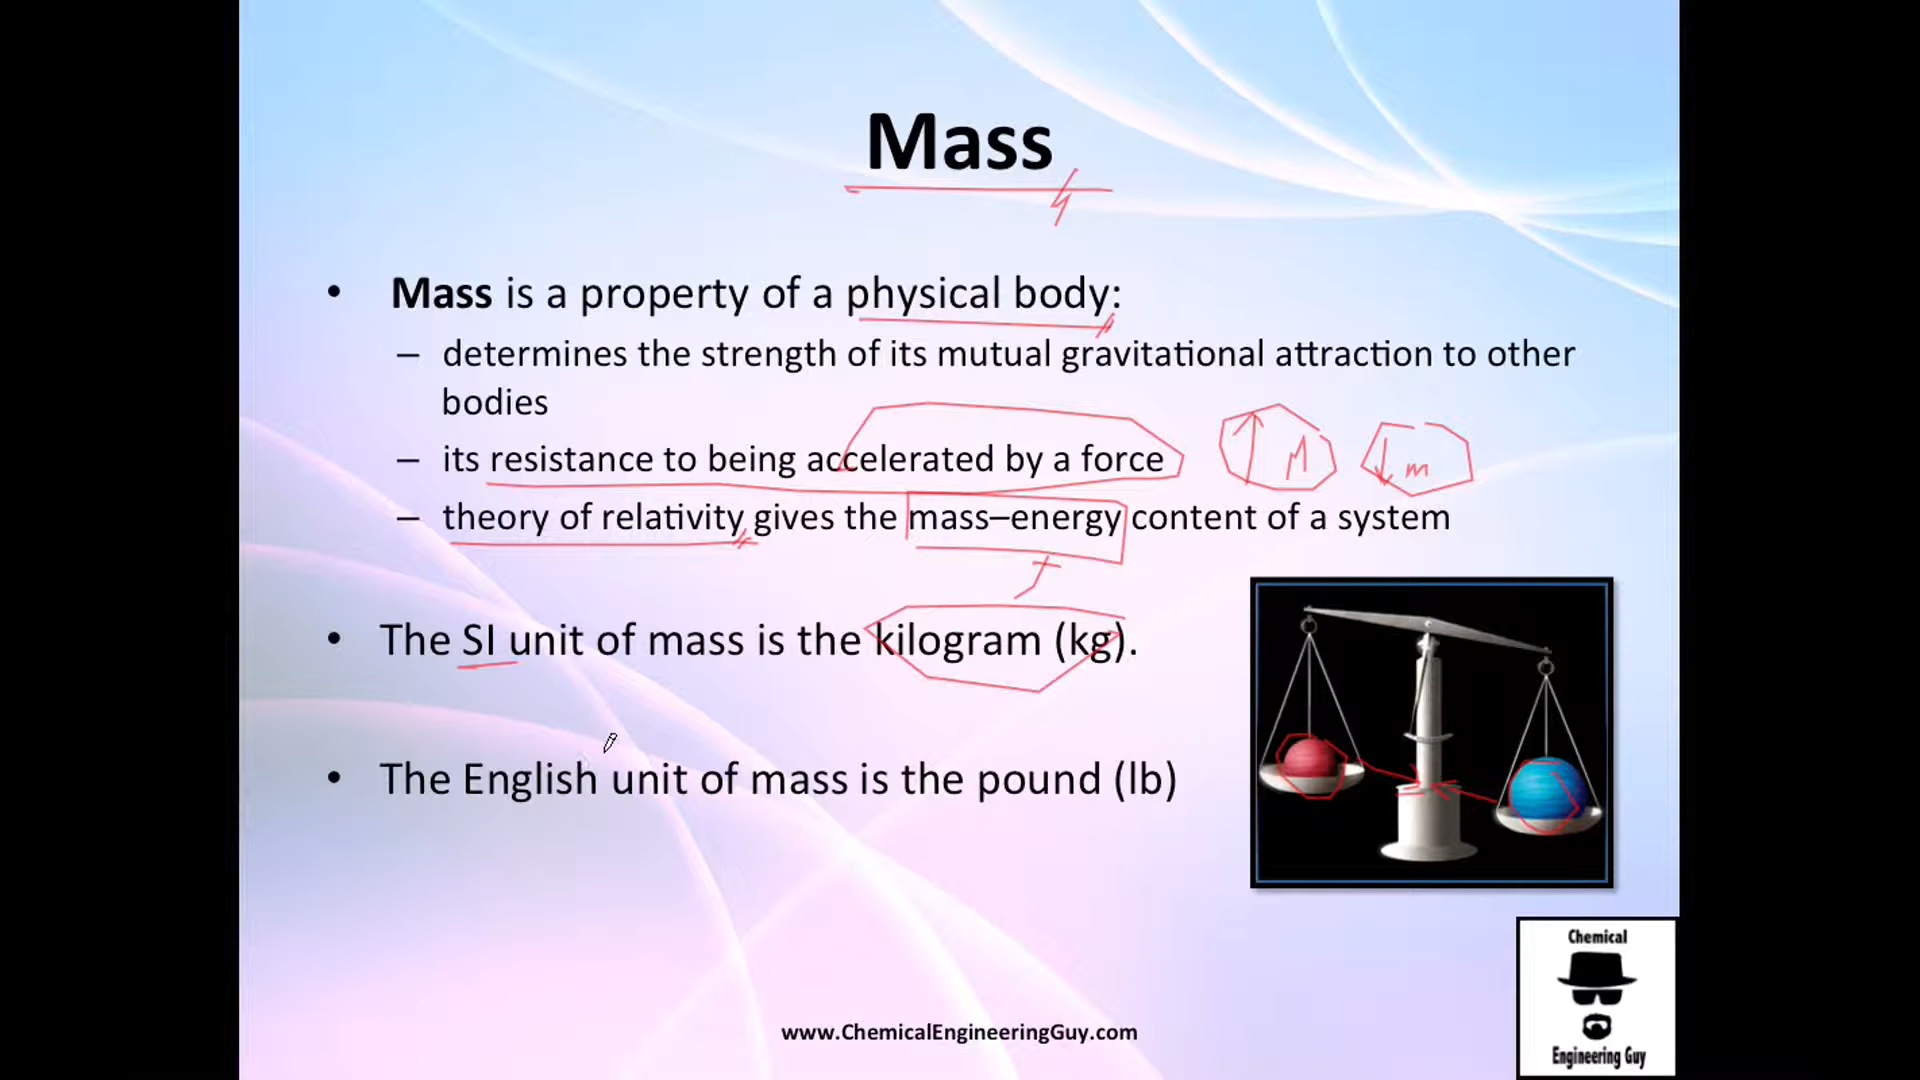 Mass
• Mass is a property of a physical body:
– determines the strength of its mutual gravitational attraction to other
bodies
– its resistance to being accelerated by a force
M
m
– theory of relativity gives the mass–energy content of a system
• The SI unit of mass is the kilogram (kg).
• The English unit of mass is the pound (lb)
Chemical
Engineering Guy
www.ChemicalEngineeringGuy.com